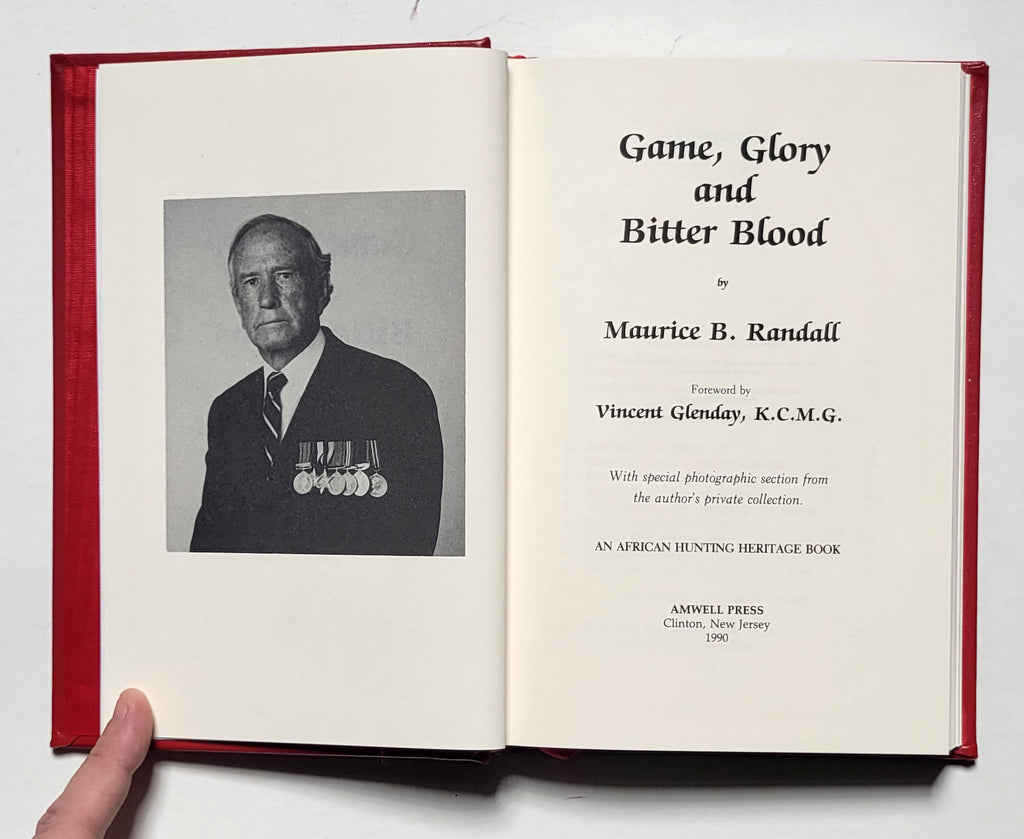 Game, Glory
and
Bitter Blood
by
Maurice B. Randall
Foreword by
Vincent Glenday, K.C.M.G.
With special photographic section from
the author's private collection.
AN AFRICAN HUNTING HERITAGE BOOK
AMWELL PRESS
Clinton, New Jersey
1990